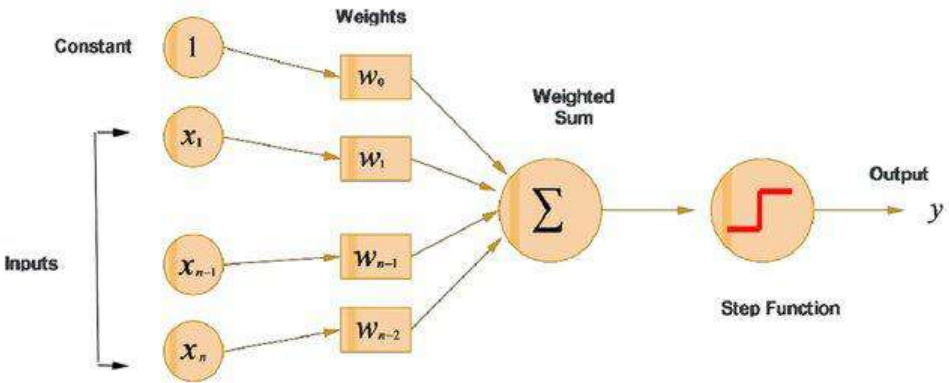 Weights
Constant
1
w₀
Weighted
Sum
x₁
w₁
Σ
Output
y
Inputs
xₙ₋₁
wₙ₋₁
Step Function
xₙ
wₙ₋₂